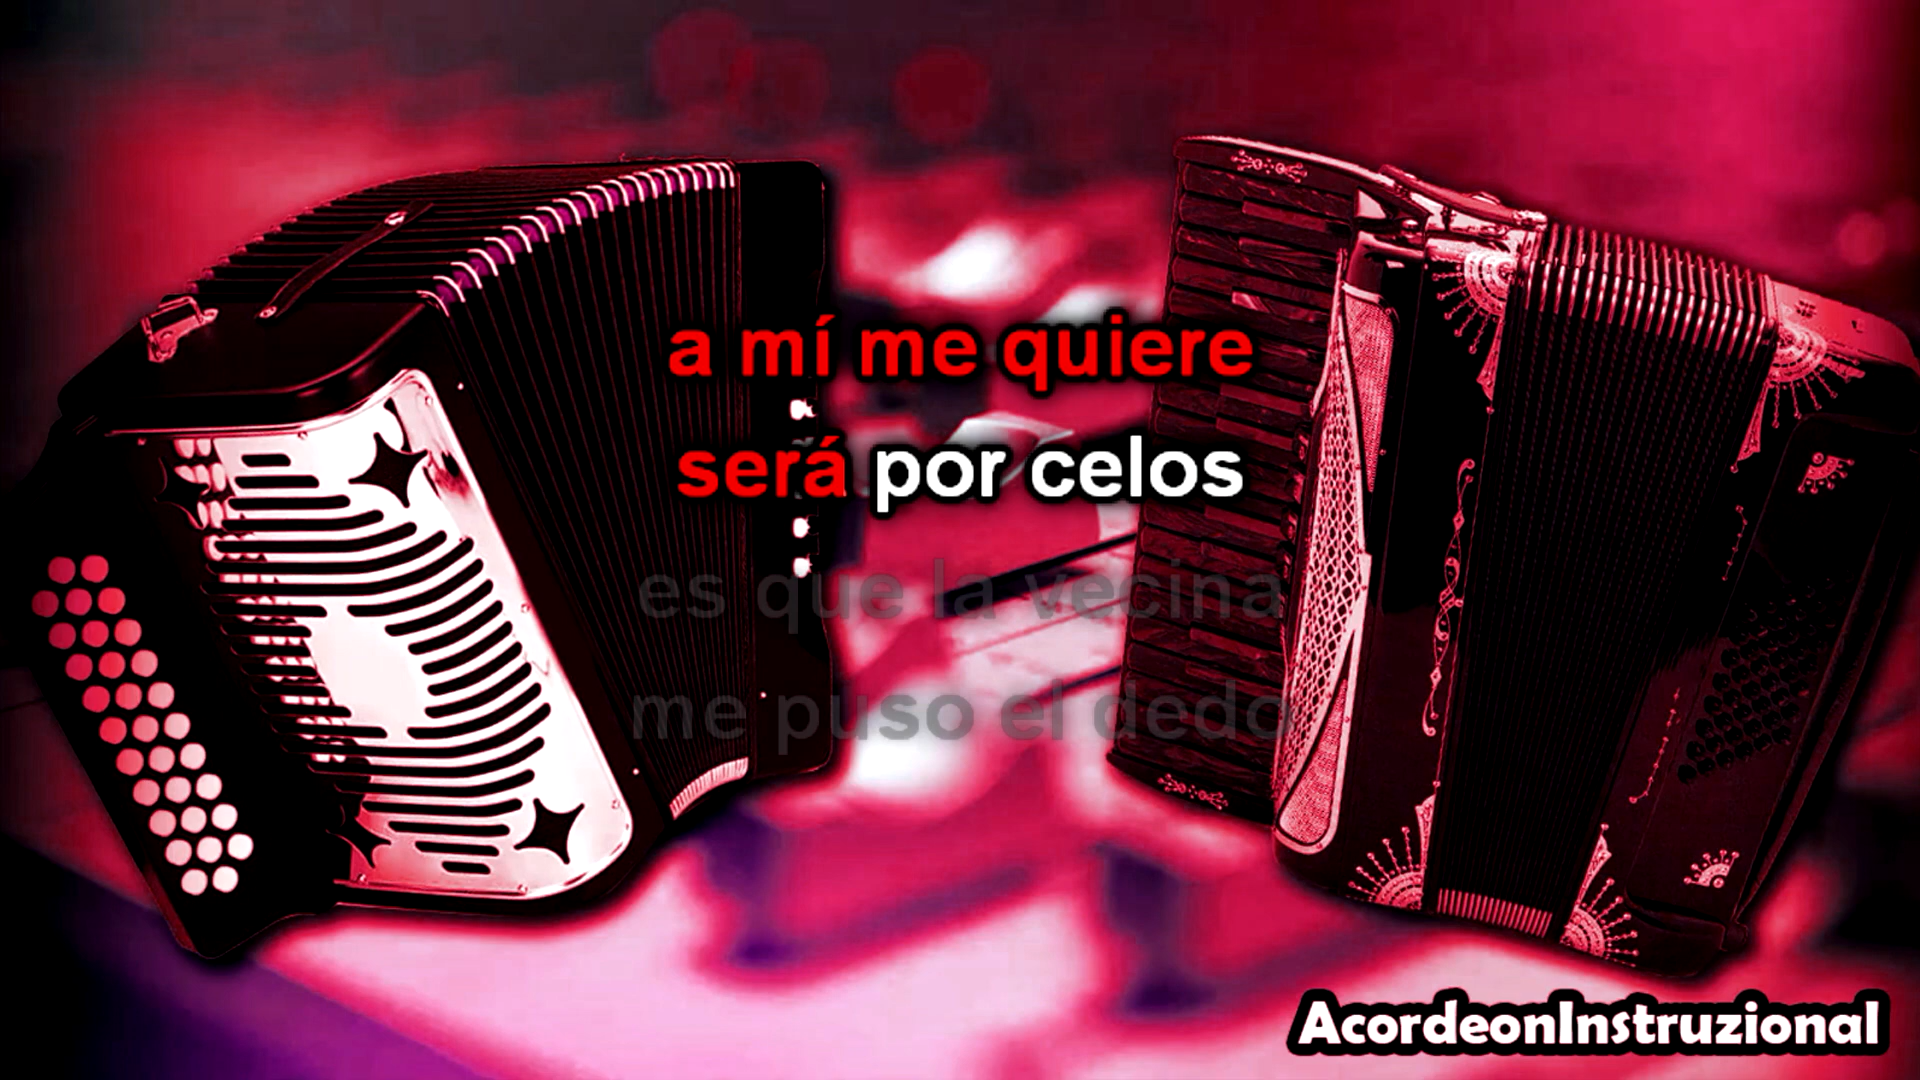 a mí me quiere
será por celos
es que la vecina
me puso el dedo
AcordeonInstruzional